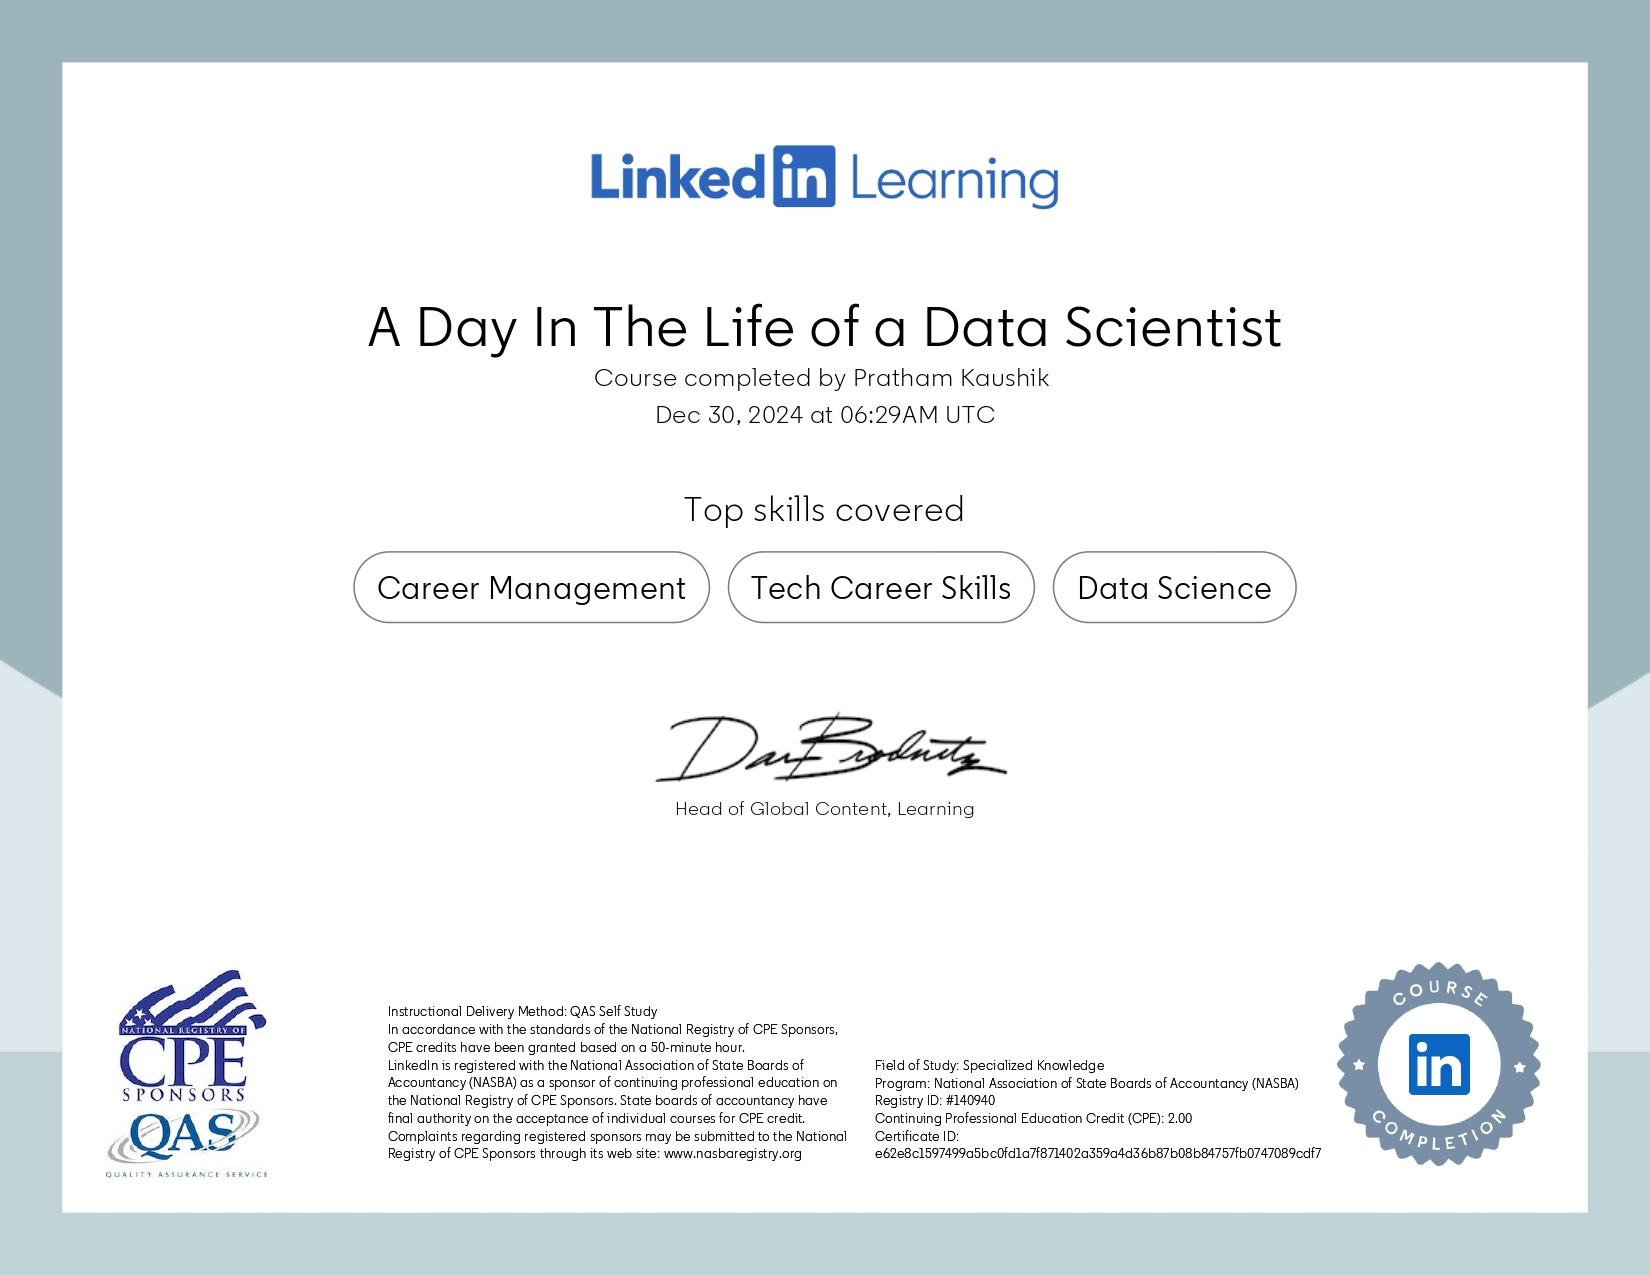 Linked in Learning
A Day In The Life of a Data Scientist
Course completed by Pratham Kaushik
Dec 30, 2024 at 06:29AM UTC
Top skills covered
Career Management
Tech Career Skills
Data Science
Dan Brodnitz
Head of Global Content, Learning
NATIONAL REGISTRY OF
CPE
SPONSORS
QAS
QUALITY ASSURANCE SERVICE
Instructional Delivery Method: QAS Self Study
In accordance with the standards of the National Registry of CPE Sponsors,
CPE credits have been granted based on a 50-minute hour.
LinkedIn is registered with the National Association of State Boards of
Accountancy (NASBA) as a sponsor of continuing professional education on
the National Registry of CPE Sponsors. State boards of accountancy have
final authority on the acceptance of individual courses for CPE credit.
Complaints regarding registered sponsors may be submitted to the National
Registry of CPE Sponsors through its web site: www.nasbaregistry.org
Field of Study: Specialized Knowledge
Program: National Association of State Boards of Accountancy (NASBA)
Registry ID: #140940
Continuing Professional Education Credit (CPE): 2.00
Certificate ID:
e62e8c1597499a5bc0fd1a7f871402a359a4d36b87b08b84757fb0747089cdf7
COURSE
in
COMPLETION